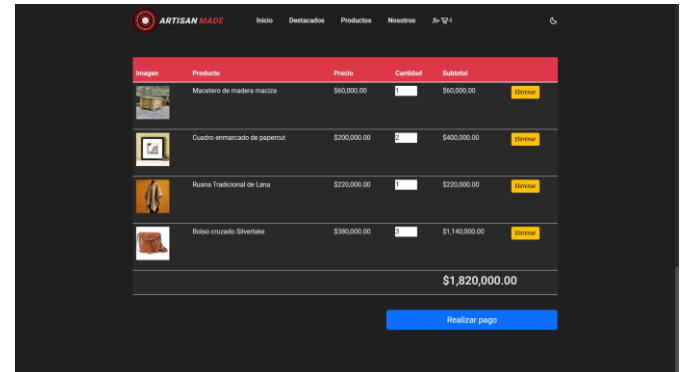 ARTISAN MADE Inicio Destacados Productos Nosotros 4
Imagen Producto Precio Cantidad Subtotal
Macetero de madera maciza $60,000.00 1 $60,000.00 Eliminar
Cuadro enmarcado de papercut $200,000.00 2 $400,000.00 Eliminar
Ruana Tradicional de Lana $220,000.00 1 $220,000.00 Eliminar
Bolso cruzado Silverlake $380,000.00 3 $1,140,000.00 Eliminar
$1,820,000.00
Realizar pago